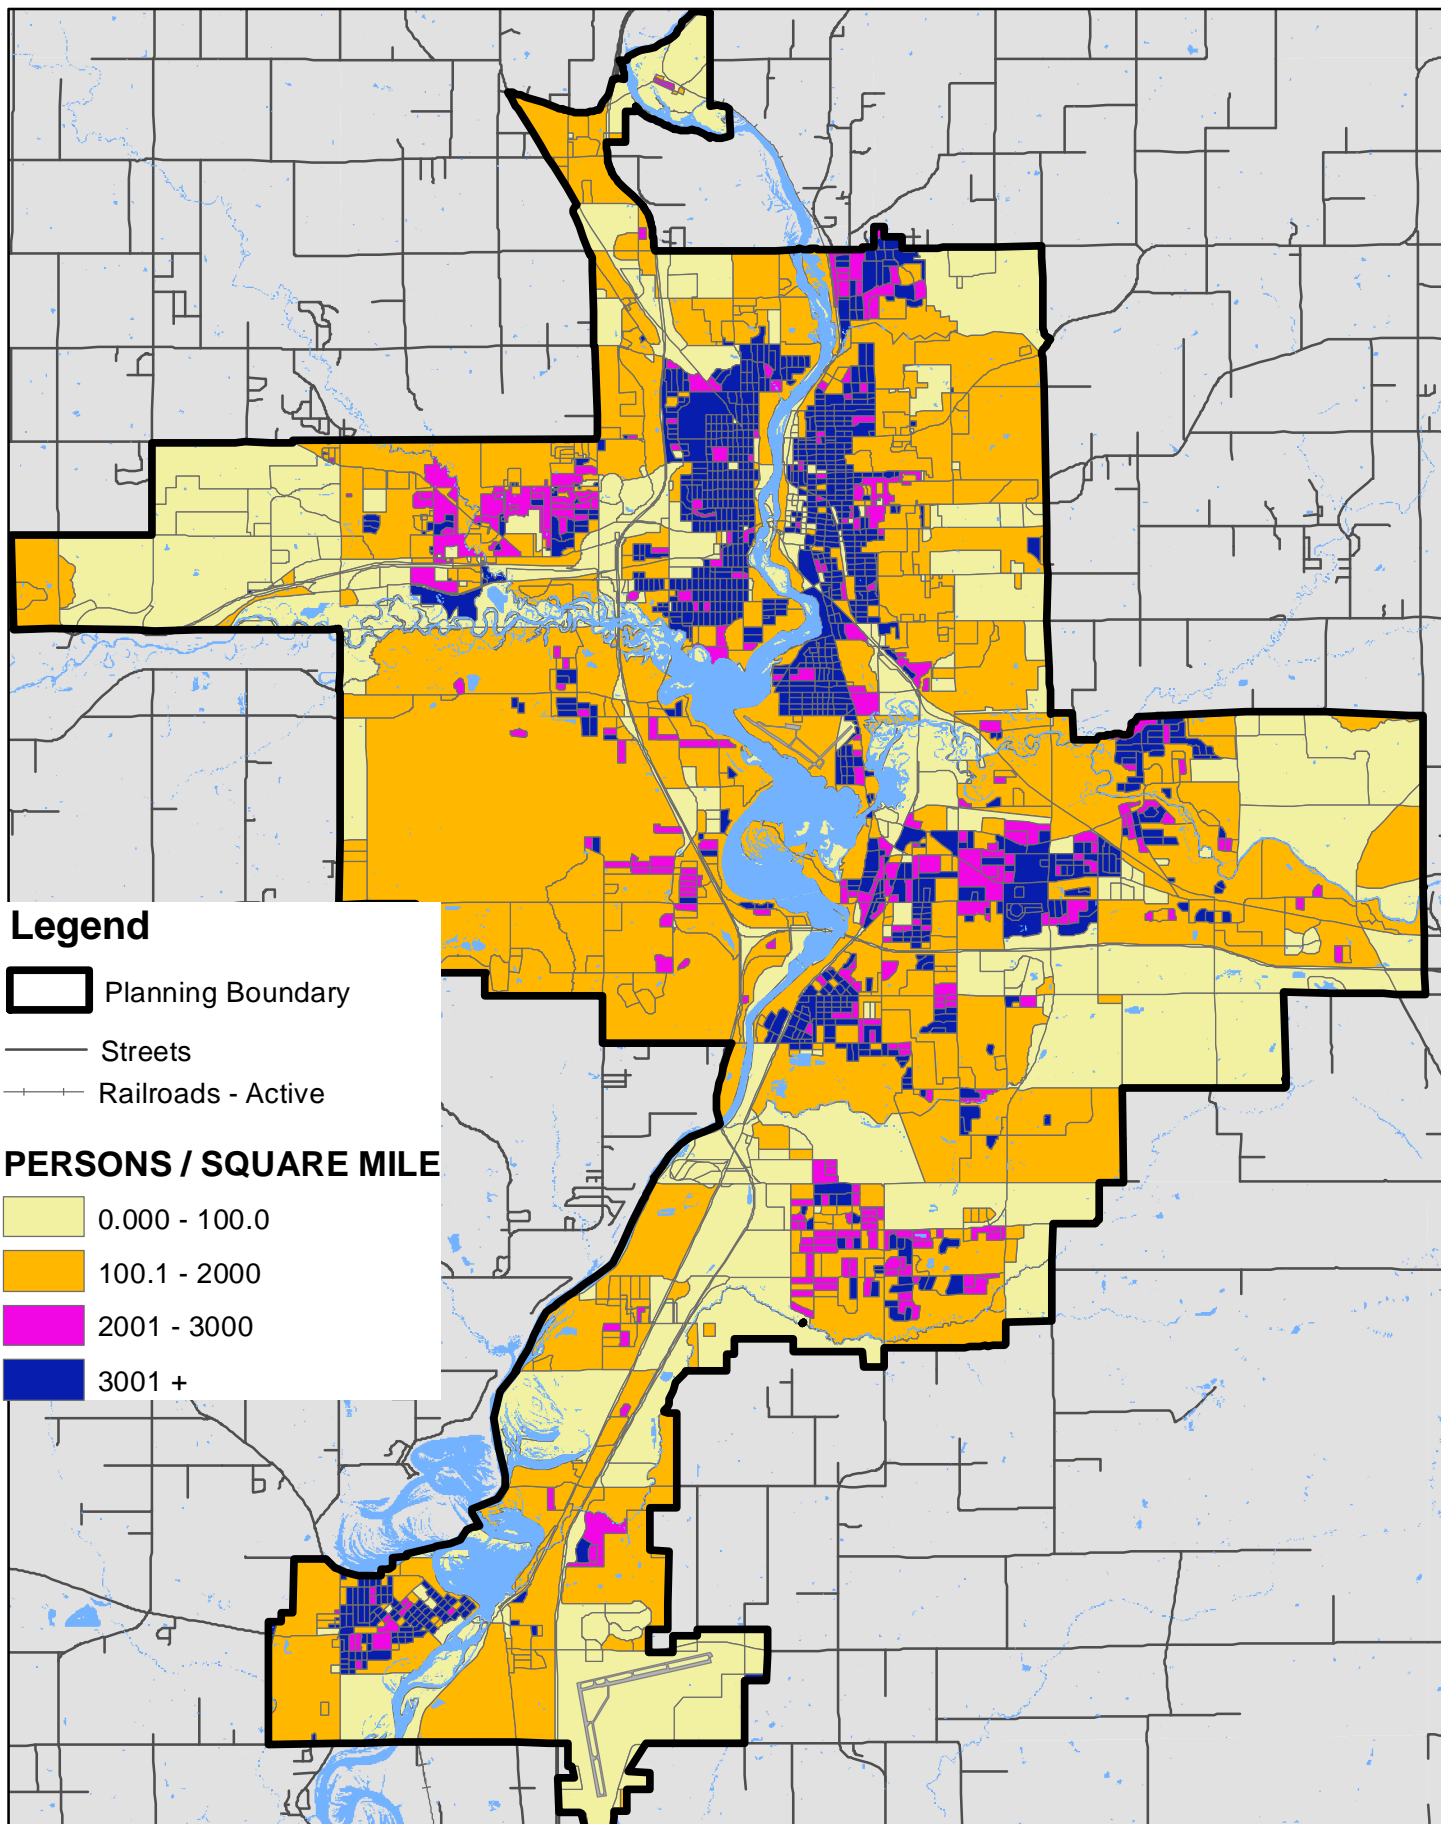 Legend
Planning Boundary
Streets
Railroads - Active
PERSONS / SQUARE MILE
0.000 - 100.0
100.1 - 2000
2001 - 3000
3001 +